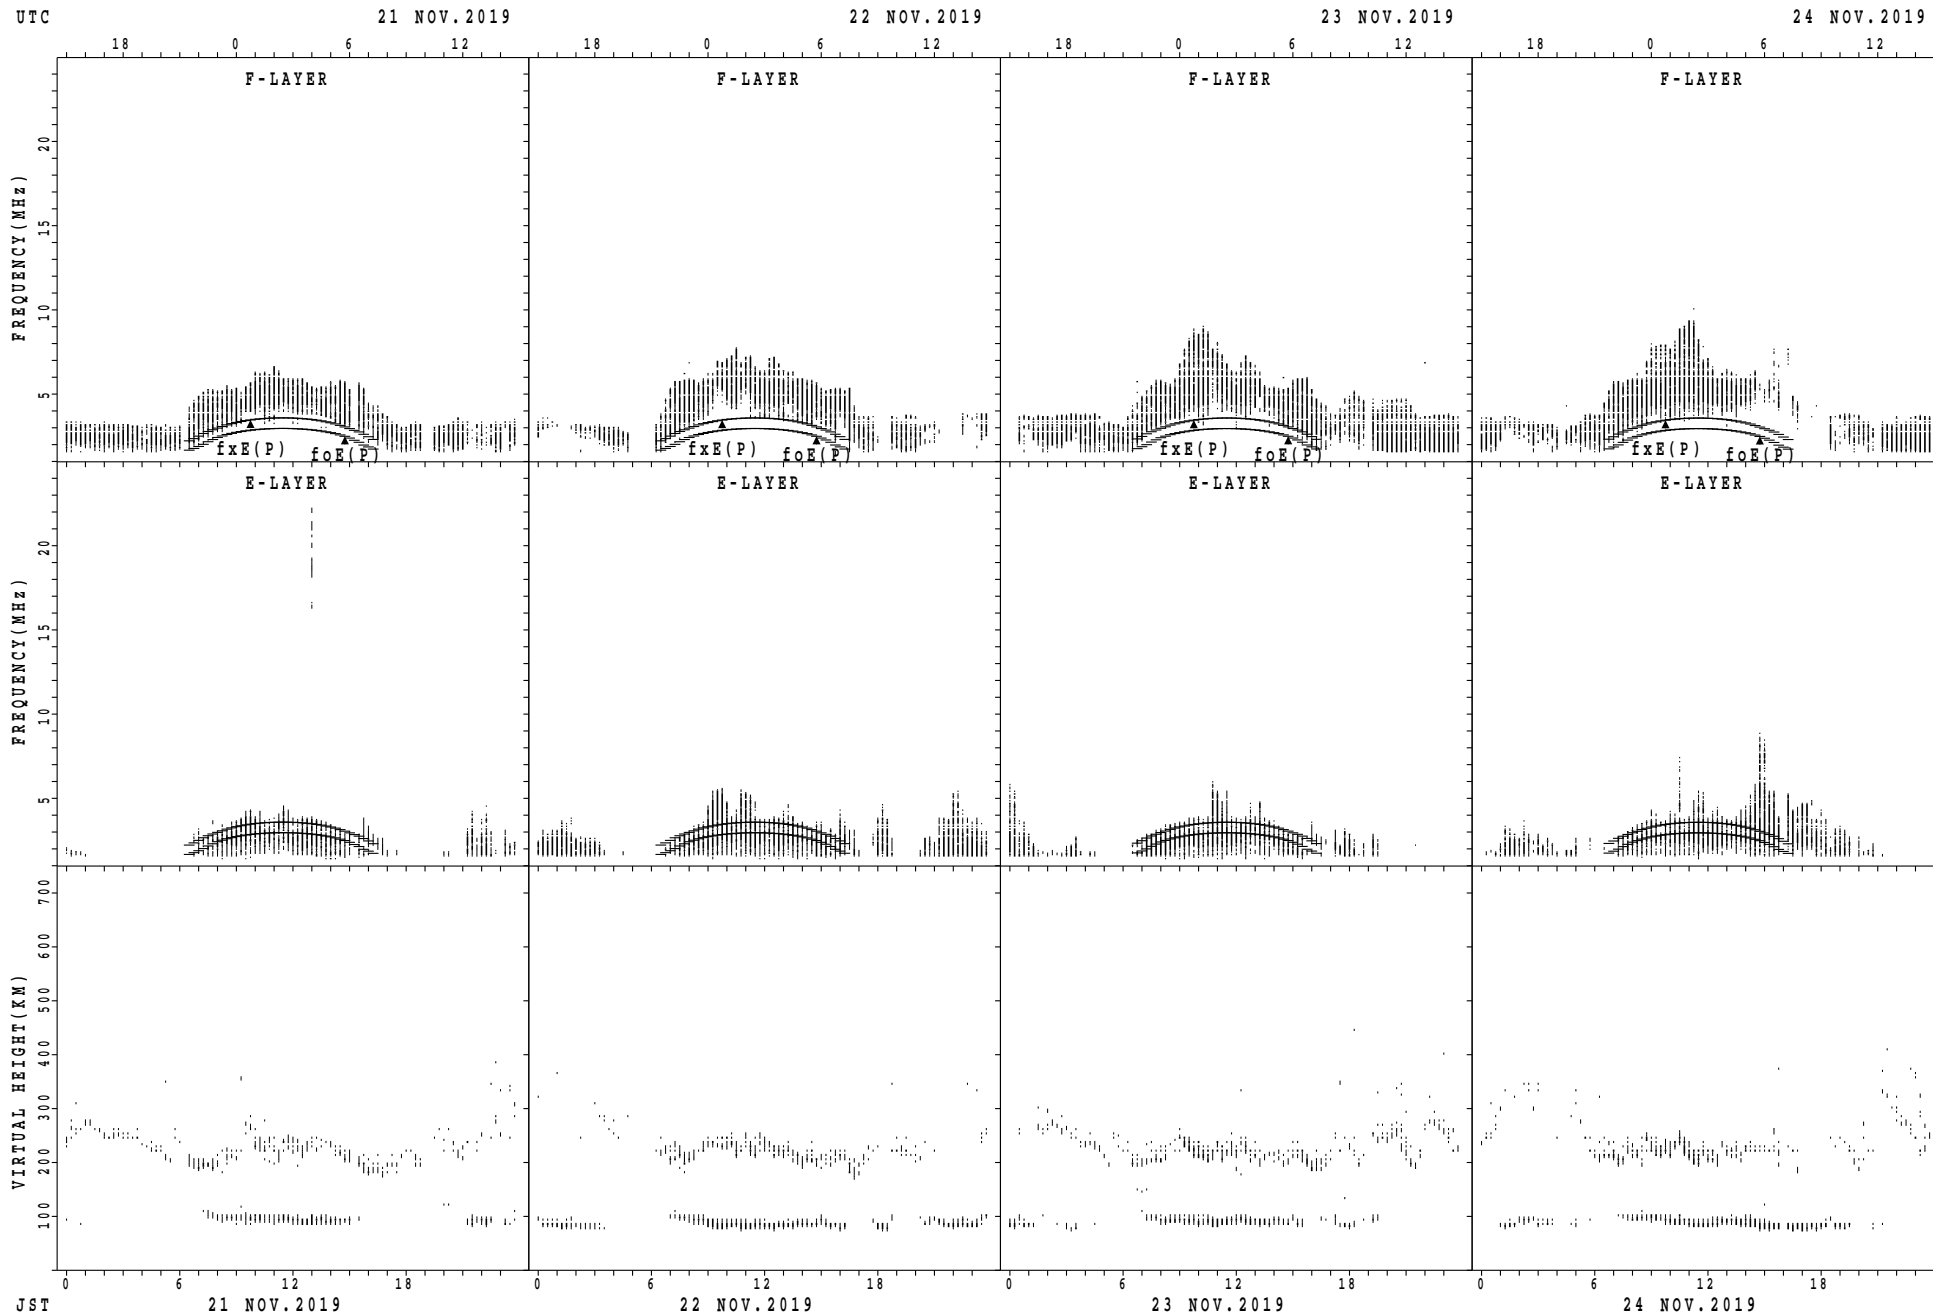 UTC 21 NOV.2019 22 NOV.2019 23 NOV.2019 24 NOV.2019
18 0 6 12 18 0 6 12 18 0 6 12 18 0 6 12
F-LAYER F-LAYER F-LAYER F-LAYER
FREQUENCY(MHz)
20
15
10
5
fxE(P) foE(P) fxE(P) foE(P) fxE(P) foE(P) fxE(P) foE(P)
E-LAYER E-LAYER E-LAYER E-LAYER
FREQUENCY(MHz)
20
15
10
5
VIRTUAL HEIGHT(KM)
700
600
500
400
300
200
100
0 6 12 18 0 6 12 18 0 6 12 18 0 6 12 18
JST 21 NOV.2019 22 NOV.2019 23 NOV.2019 24 NOV.2019